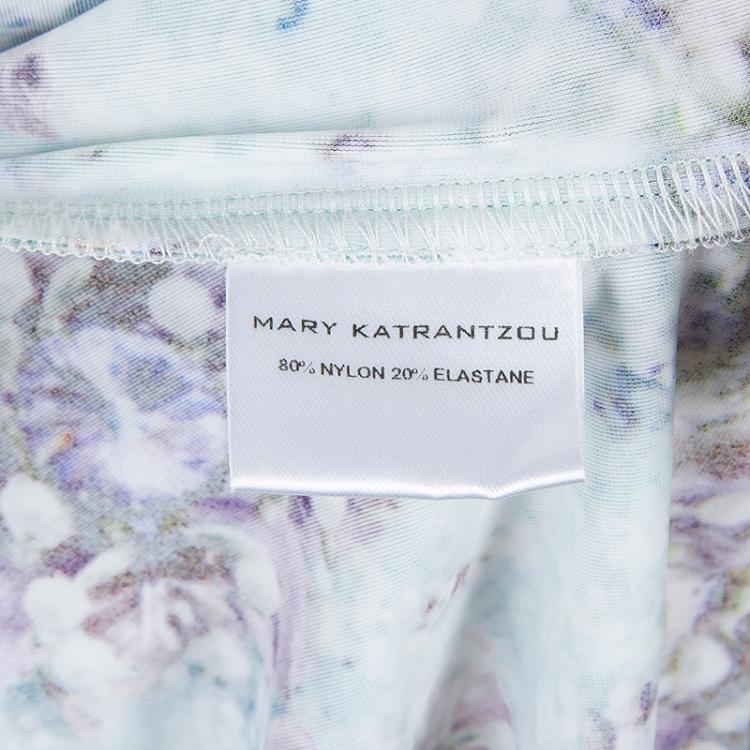 MARY KATRANTZOU
80% NYLON 20% ELASTANE